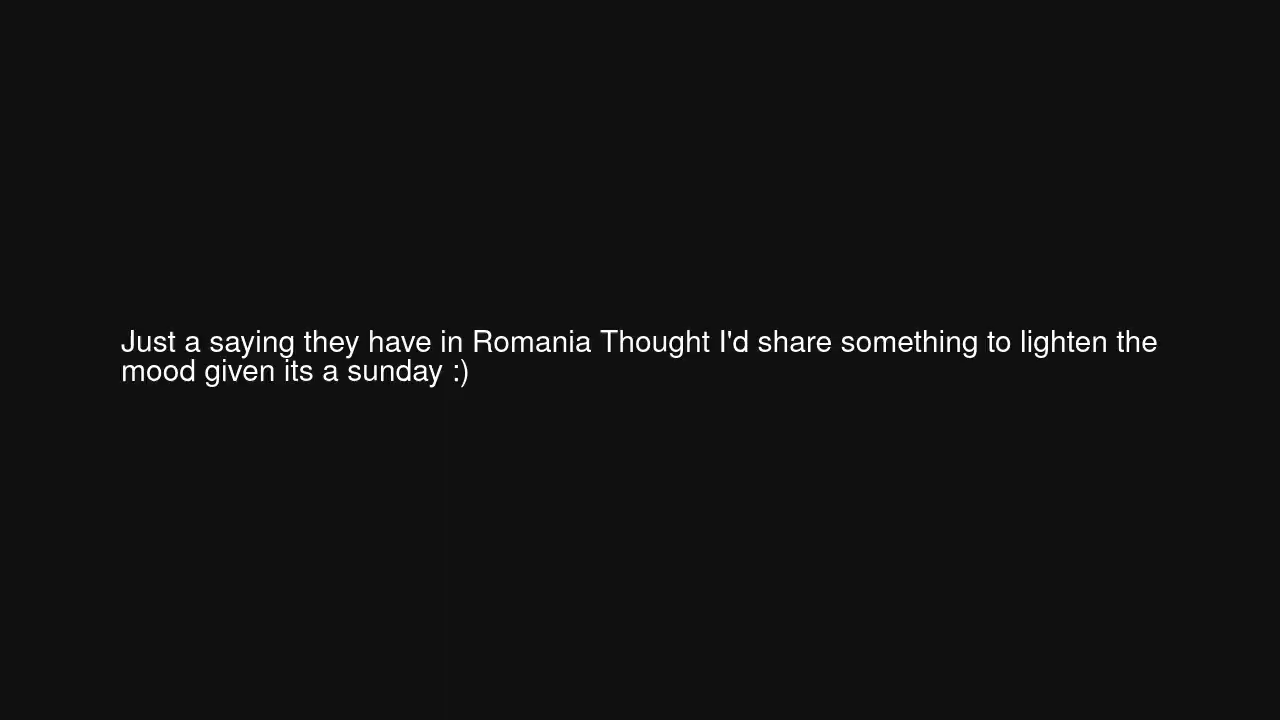 Just a saying they have in Romania Thought I'd share something to lighten the
mood given its a sunday :)